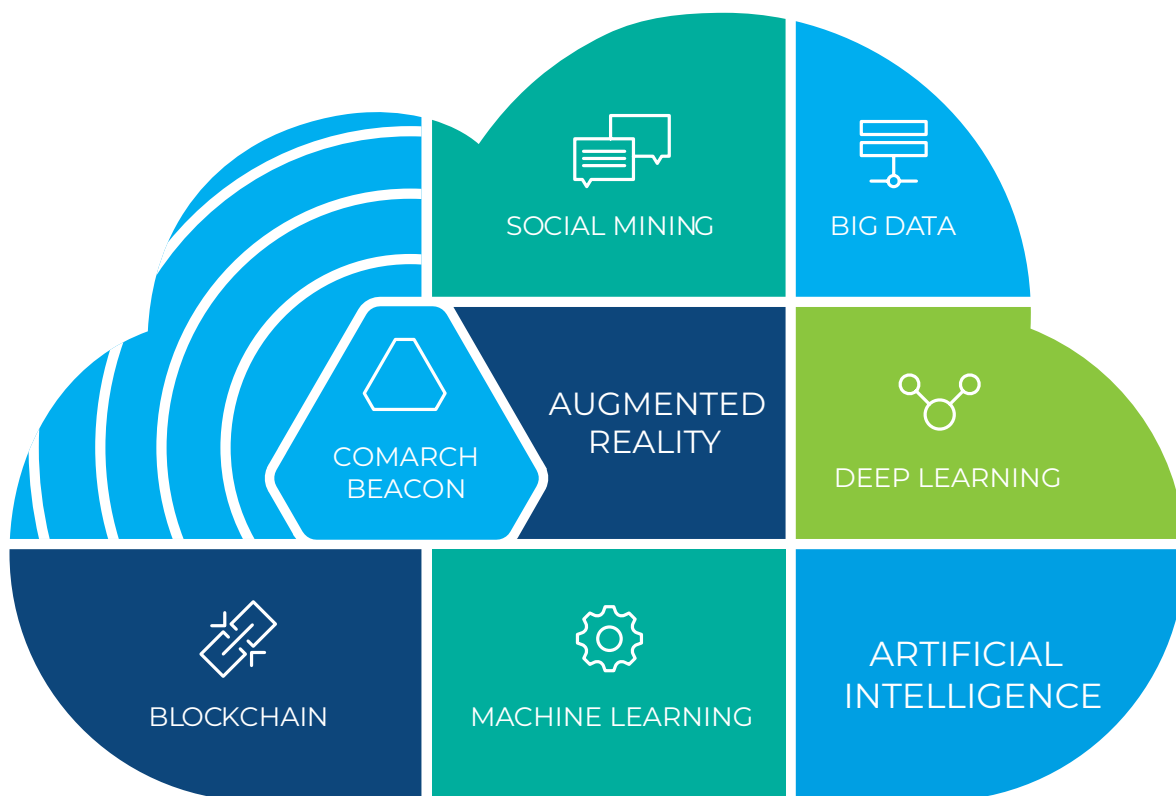 SOCIAL MINING
BIG DATA
AUGMENTED
REALITY
COMARCH
BEACON
DEEP LEARNING
BLOCKCHAIN
MACHINE LEARNING
ARTIFICIAL
INTELLIGENCE